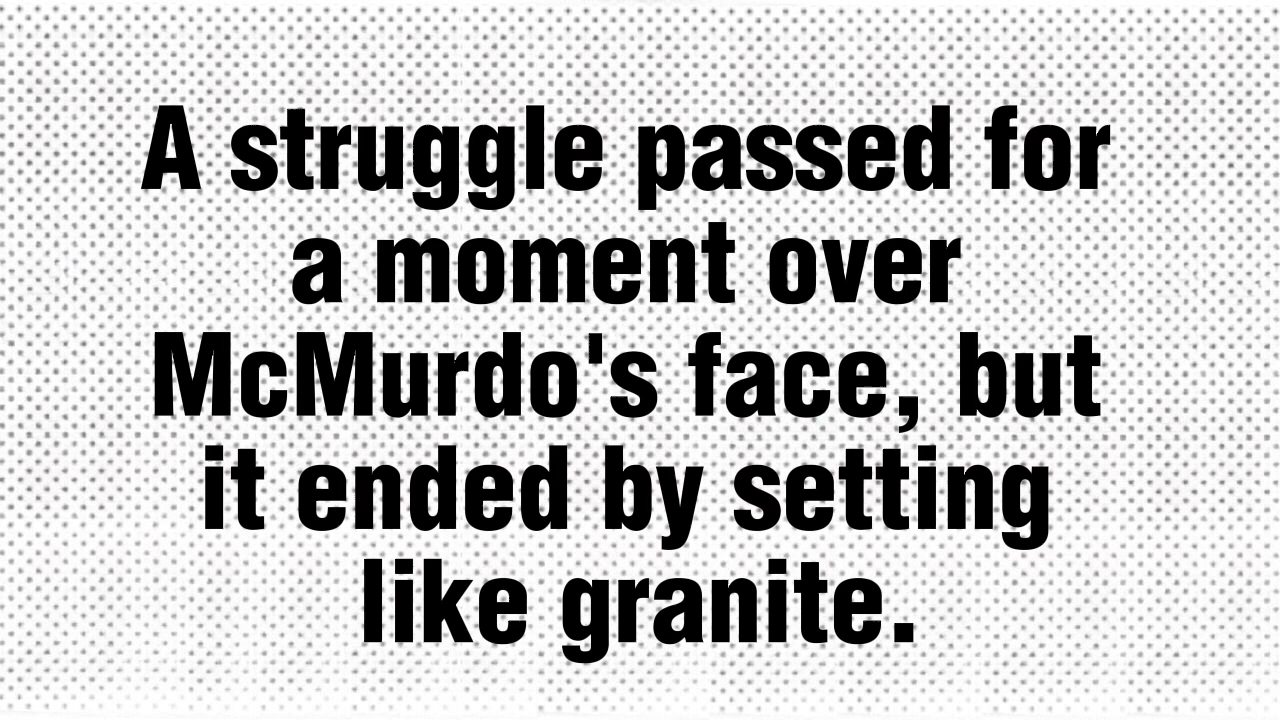 A struggle passed for
a moment over
McMurdo's face, but
it ended by setting
like granite.